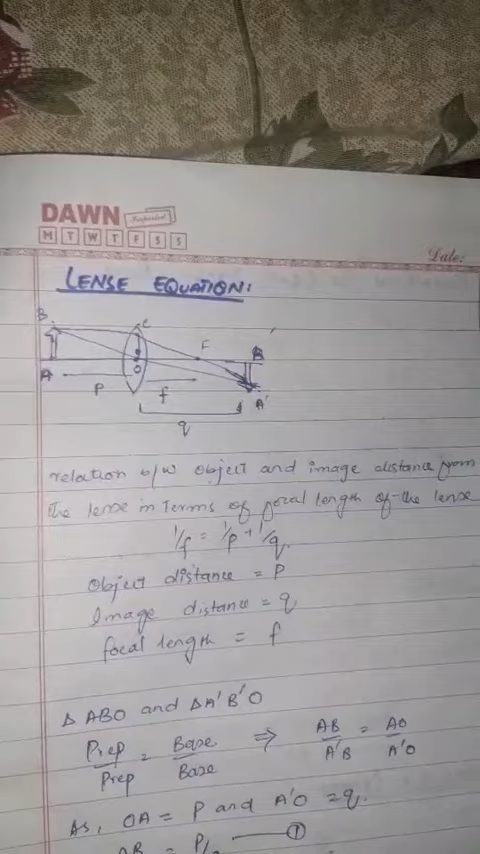 DAWN
M T W T F S S
Date:
LENSE EQUATION:
B C
F B
A O
P f A'
q
relation b/w object and image distance from
the lense in Terms of focal length of the lense
1/f = 1/p + 1/q.
Object distance = P
Image distance = q
focal length = f
Δ ABO and ΔA'B'O
Prep/Prep = Base/Base ⇒ AB/A'B = AO/A'O
As, OA = P and A'O = q.
AB = P/ — ①